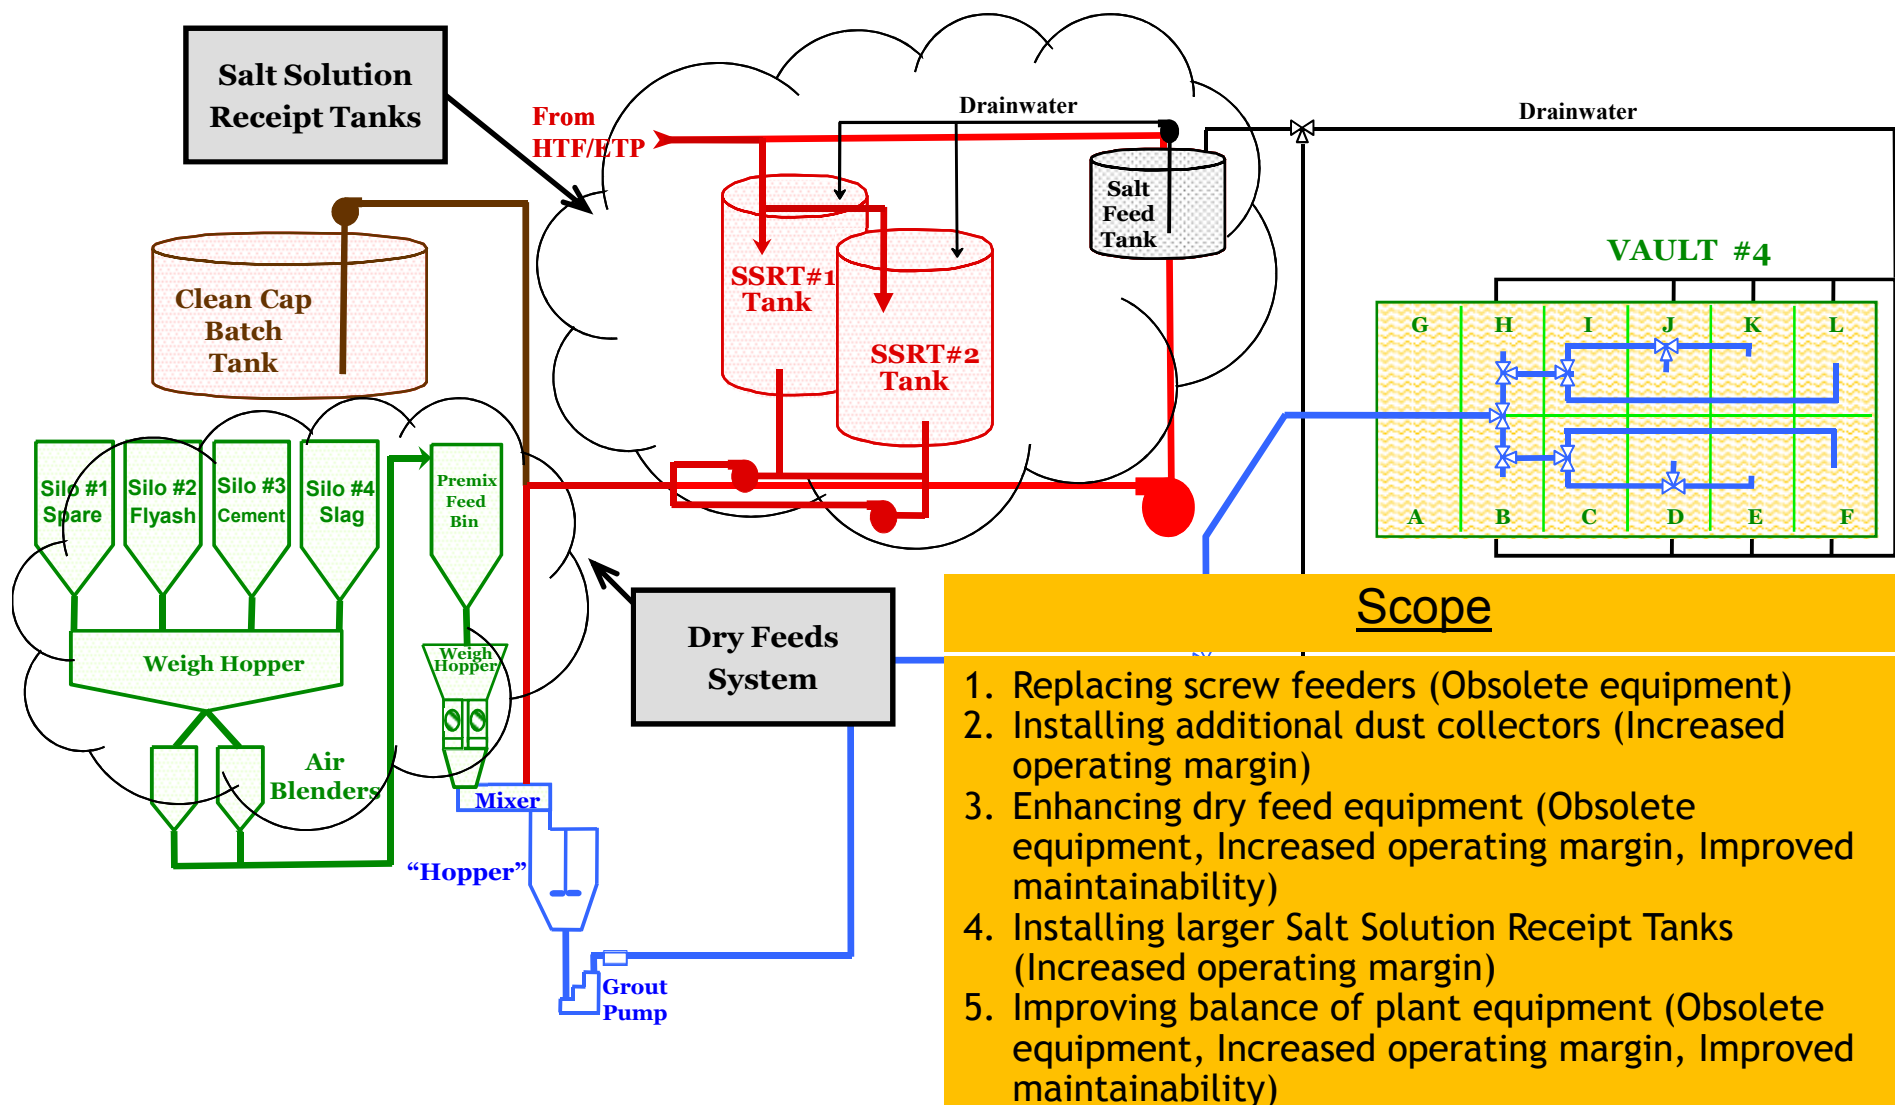 Salt Solution
Receipt Tanks
From
HTF/ETP
Drainwater
Drainwater
Salt
Feed
Tank
VAULT #4
SSRT#1
Tank
SSRT#2
Tank
Clean Cap
Batch
Tank
G H I J K L
A B C D E F
Silo #1
Spare
Silo #2
Flyash
Silo #3
Cement
Silo #4
Slag
Premix
Feed
Bin
Weigh Hopper
Weigh
Hopper
Air
Blenders
Mixer
“Hopper”
Grout
Pump
Dry Feeds
System
Scope
1. Replacing screw feeders (Obsolete equipment)
2. Installing additional dust collectors (Increased
operating margin)
3. Enhancing dry feed equipment (Obsolete
equipment, Increased operating margin, Improved
maintainability)
4. Installing larger Salt Solution Receipt Tanks
(Increased operating margin)
5. Improving balance of plant equipment (Obsolete
equipment, Increased operating margin, Improved
maintainability)